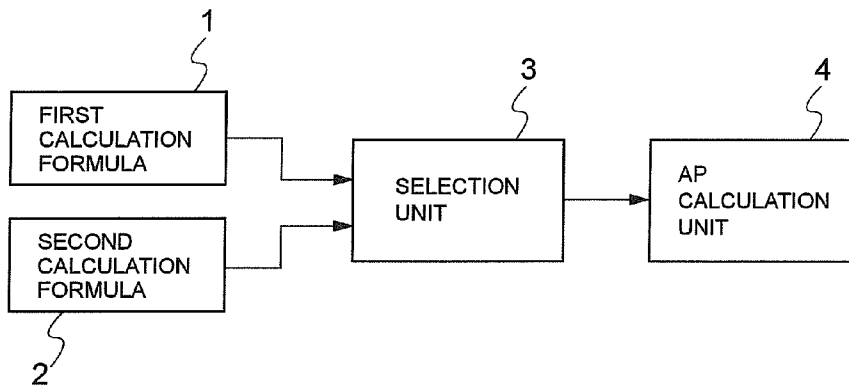 1
FIRST
CALCULATION
FORMULA
SECOND
CALCULATION
FORMULA
2
3
SELECTION
UNIT
4
AP
CALCULATION
UNIT